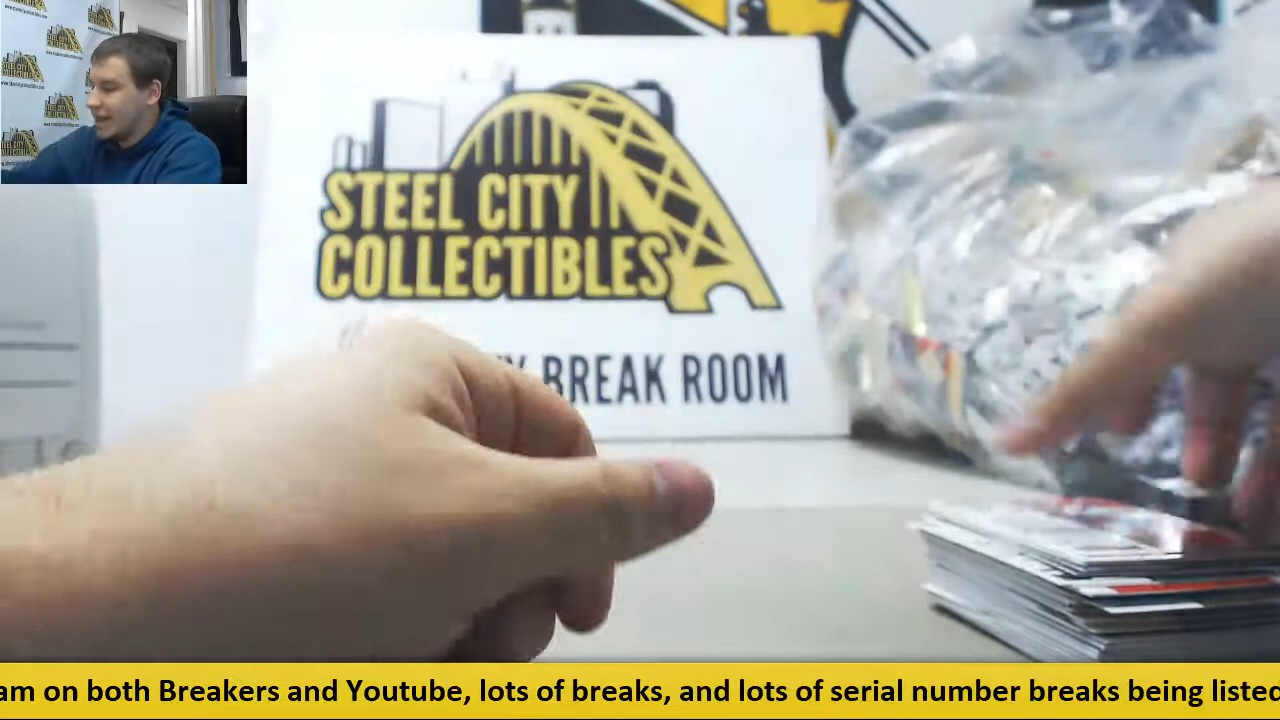 STEEL CITY
COLLECTIBLES
BREAK ROOM
am on both Breakers and Youtube, lots of breaks, and lots of serial number breaks being listed